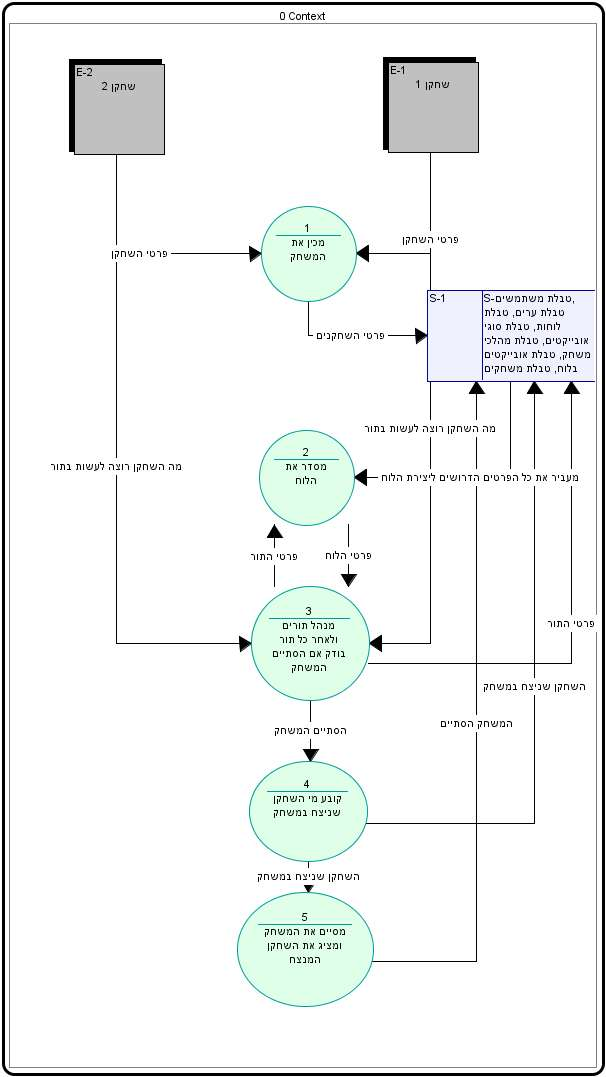 0 Context
E-2
שחקן 2
E-1
שחקן 1
1
מכין את
המשחק
פרטי השחקן
פרטי השחקן
S-1
S-טבלת משתמשים,
טבלת ערים, טבלת
לוחות, טבלת סוגי
אובייקטים, טבלת מהלכי
משחק, טבלת אובייקטים
בלוח, טבלת משחקים
פרטי השחקנים
מה השחקן רוצה לעשות בתור
2
מסדר את
הלוח
מה השחקן רוצה לעשות בתור
מעביר את כל הפרטים הדרושים ליצירת הלוח
פרטי התור
פרטי הלוח
3
מנהל תורים
ולאחר כל תור
בודק אם הסתיים
המשחק
פרטי התור
השחקן שניצח במשחק
המשחק הסתיים
הסתיים המשחק
4
קובע מי השחקן
שניצח במשחק
השחקן שניצח במשחק
5
מסיים את המשחק
ומציג את השחקן
המנצח